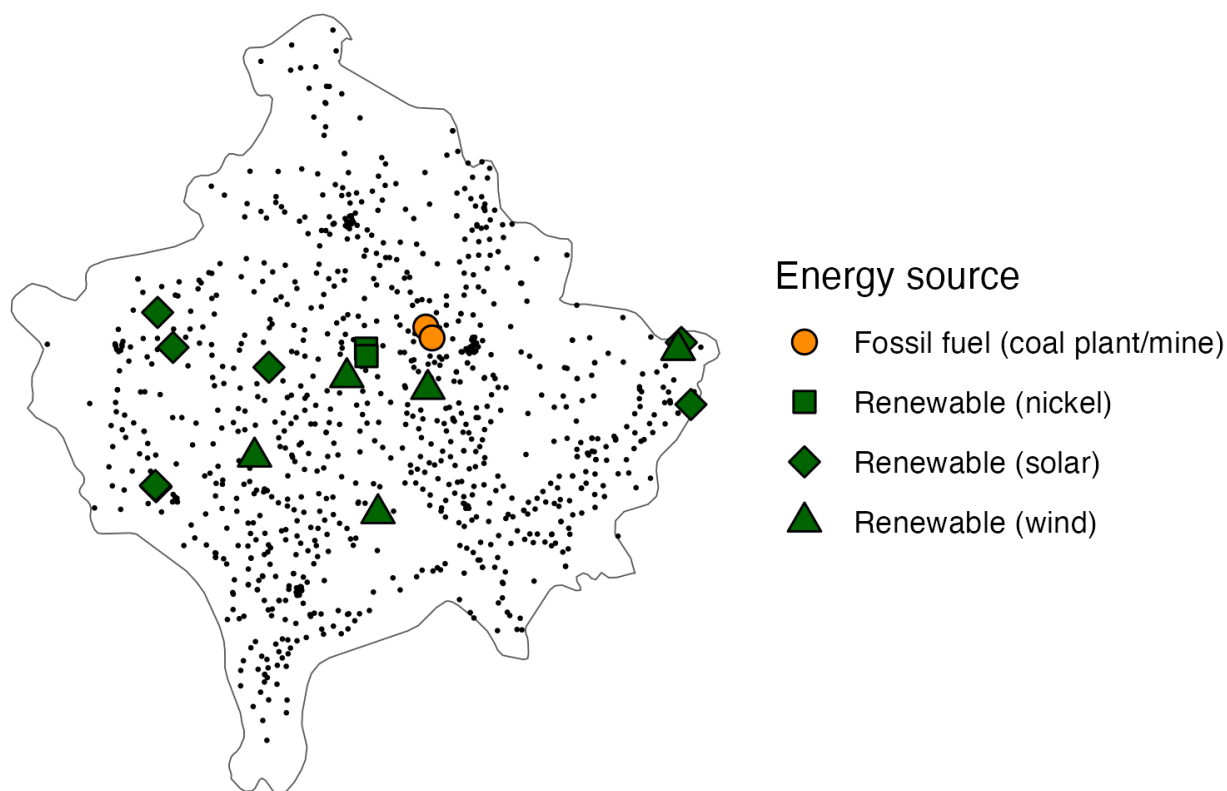 Energy source
Fossil fuel (coal plant/mine)
Renewable (nickel)
Renewable (solar)
Renewable (wind)